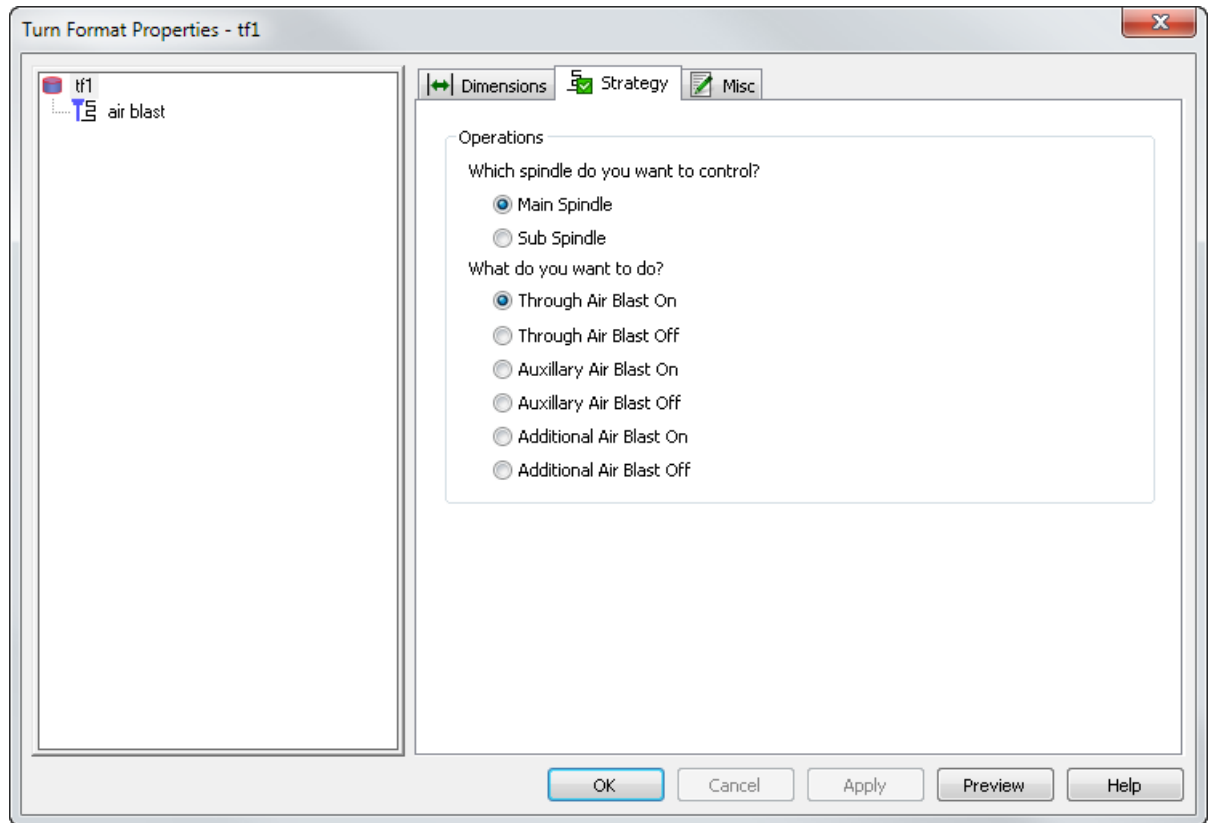 Turn Format Properties - tf1
tf1
air blast
Dimensions
Strategy
Misc
Operations
Which spindle do you want to control?
Main Spindle
Sub Spindle
What do you want to do?
Through Air Blast On
Through Air Blast Off
Auxillary Air Blast On
Auxillary Air Blast Off
Additional Air Blast On
Additional Air Blast Off
OK
Cancel
Apply
Preview
Help